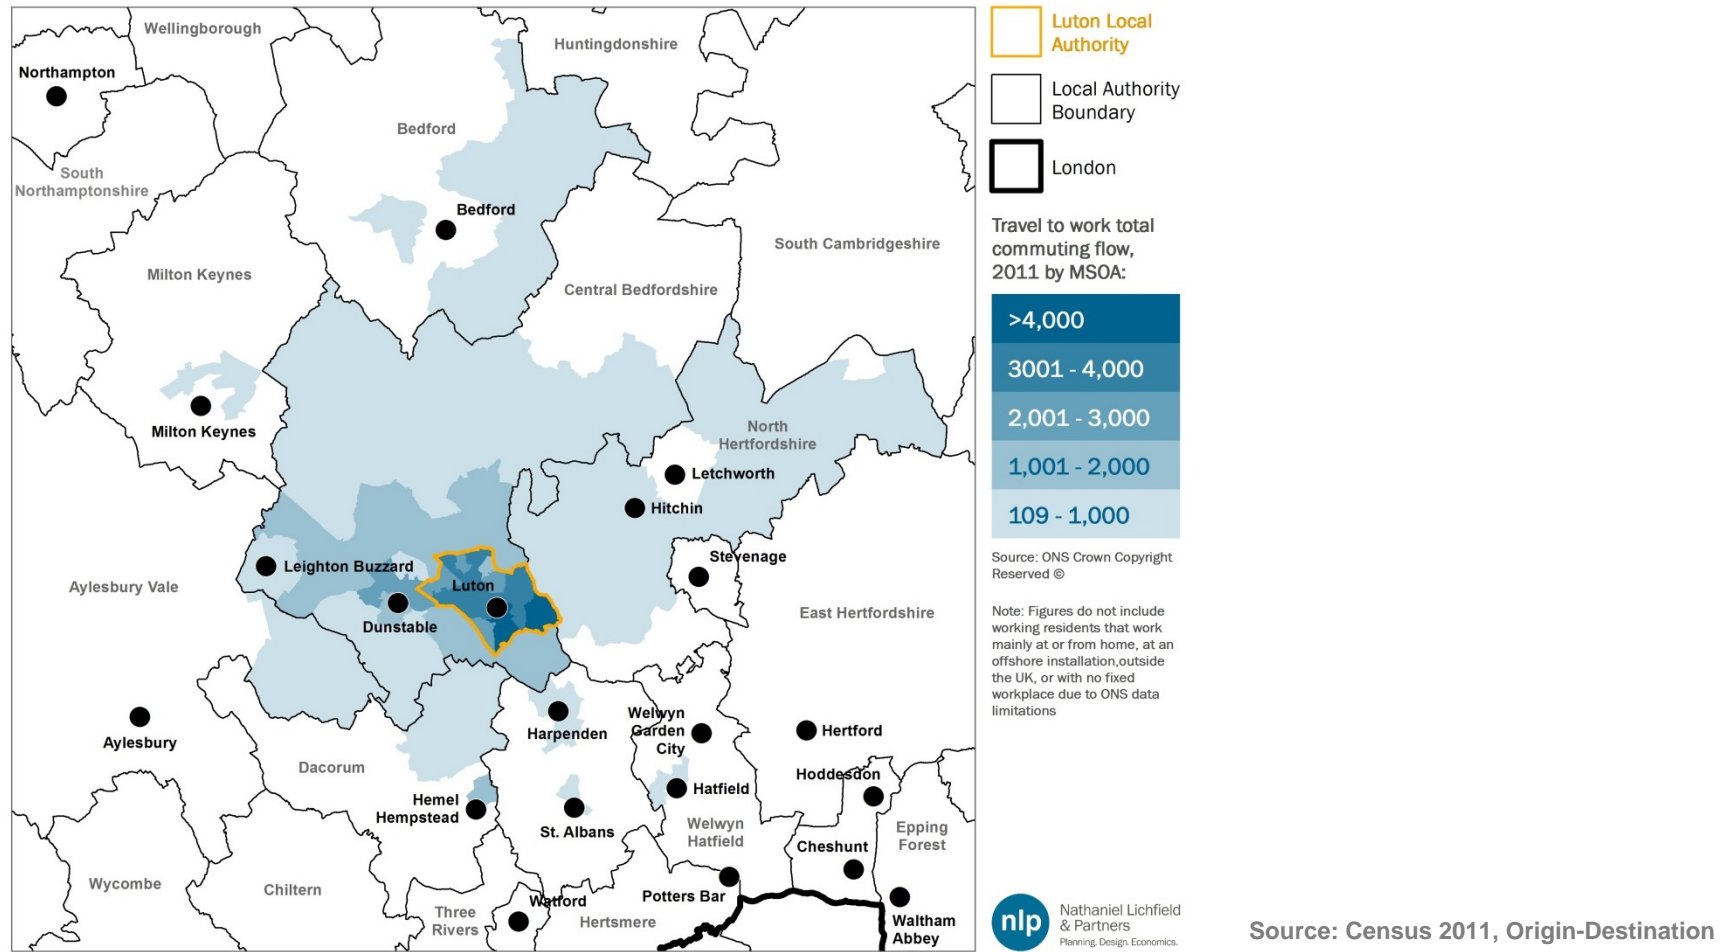 Wellingborough
Huntingdonshire
Northampton
Bedford
South
Northamptonshire
Bedford
South Cambridgeshire
Milton Keynes
Central Bedfordshire
Milton Keynes
North
Hertfordshire
Letchworth
Hitchin
Stevenage
Leighton Buzzard
Luton
Aylesbury Vale
Dunstable
East Hertfordshire
Aylesbury
Harpenden
Welwyn
Garden
City
Hertford
Dacorum
Hoddesdon
Hemel
Hempstead
Hatfield
St. Albans
Welwyn
Hatfield
Epping
Forest
Cheshunt
Wycombe
Chiltern
Potters Bar
Three
Rivers
Watford
Hertsmere
Waltham
Abbey
Luton Local
Authority
Local Authority
Boundary
London
Travel to work total
commuting flow,
2011 by MSOA:
>4,000
3001 - 4,000
2,001 - 3,000
1,001 - 2,000
109 - 1,000
Source: ONS Crown Copyright
Reserved ©
Note: Figures do not include
working residents that work
mainly at or from home, at an
offshore installation,outside
the UK, or with no fixed
workplace due to ONS data
limitations
nlp
Nathaniel Lichfield
& Partners
Planning. Design. Economics.
Source: Census 2011, Origin-Destination